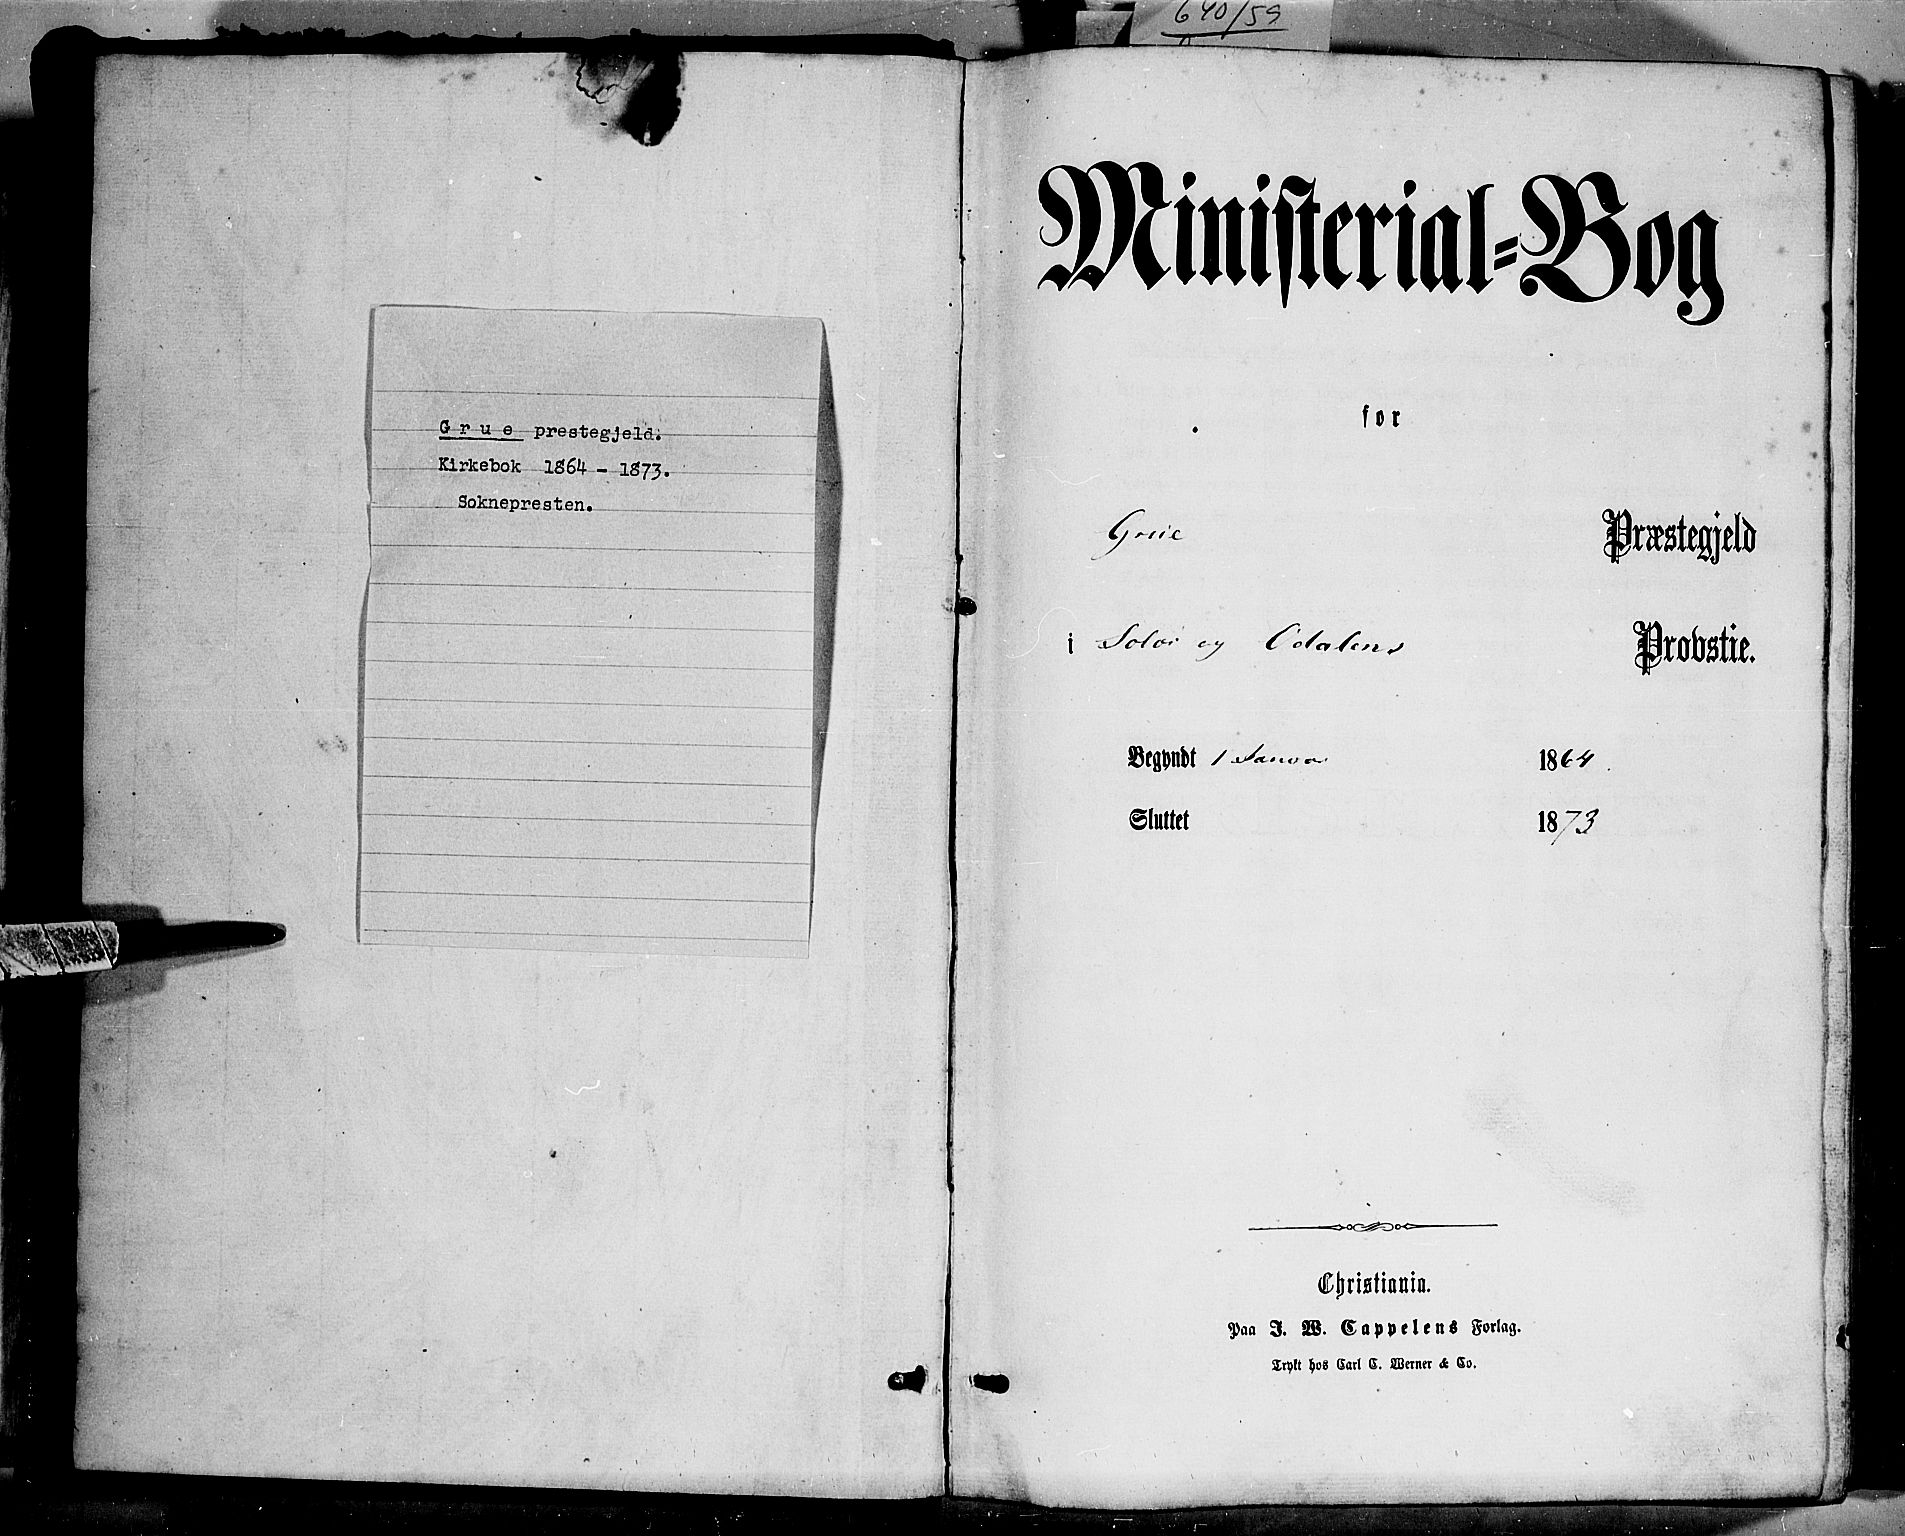 640/59
G r u e prestegjeld.
Kirkebok 1864 - 1873.
Soknepresten.
Ministerial-Bog
for
Grue Præstegjeld
i Solør og Odalens Provstie.
Begyndt 1 Januar 1864.
Sluttet 1873
Christiania.
Paa J. W. Cappelens Forlag.
Trykt hos Carl C. Werner & Co.